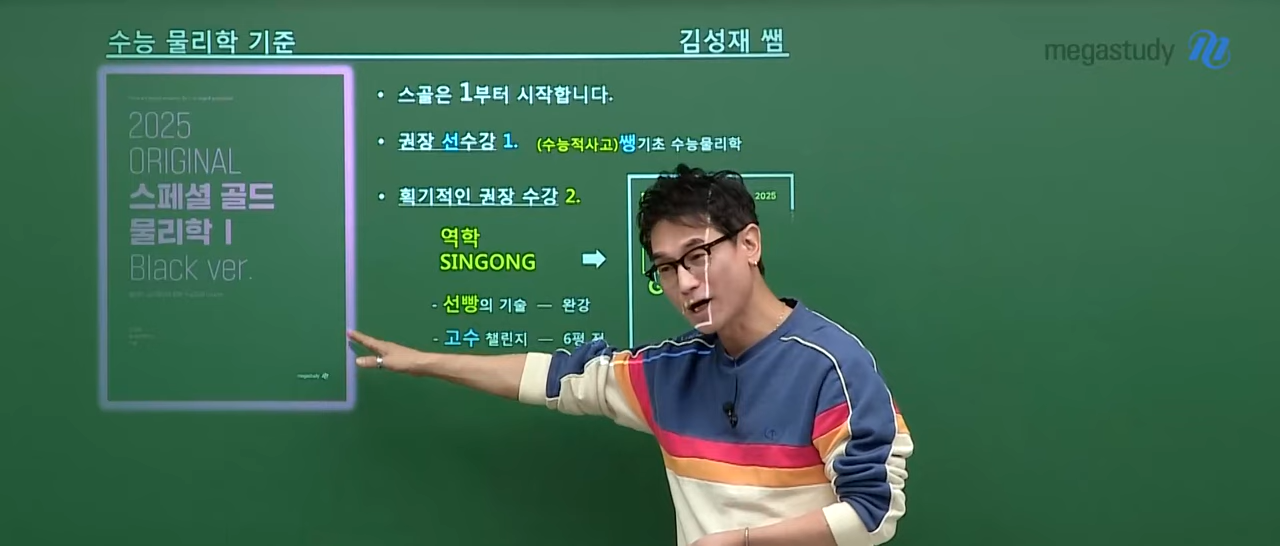 수능 물리학 기준
김성재 쌤
megastudy
2025
ORIGINAL
스페셜 골드
물리학 I
Black ver.
megastudy
• 스골은 1부터 시작합니다.
• 권장 선수강 1. (수능적사고)쌩기초 수능물리학
• 획기적인 권장 수강 2.
2025
역학
SINGONG
G
- 선빵의 기술 — 완강
- 고수 챌린지 — 6평 전